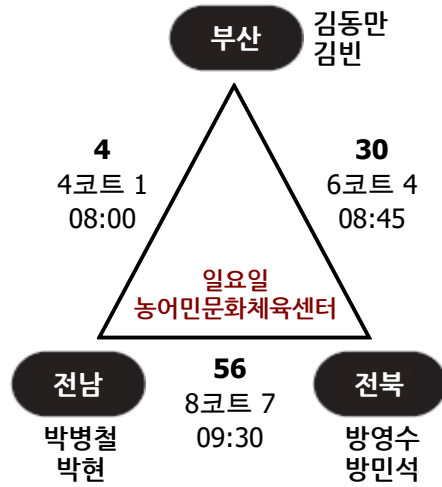 부산
김동만
김빈
4
4코트 1
08:00
30
6코트 4
08:45
일요일
농어민문화체육센터
전남
박병철
박현
56
8코트 7
09:30
전북
방영수
방민석